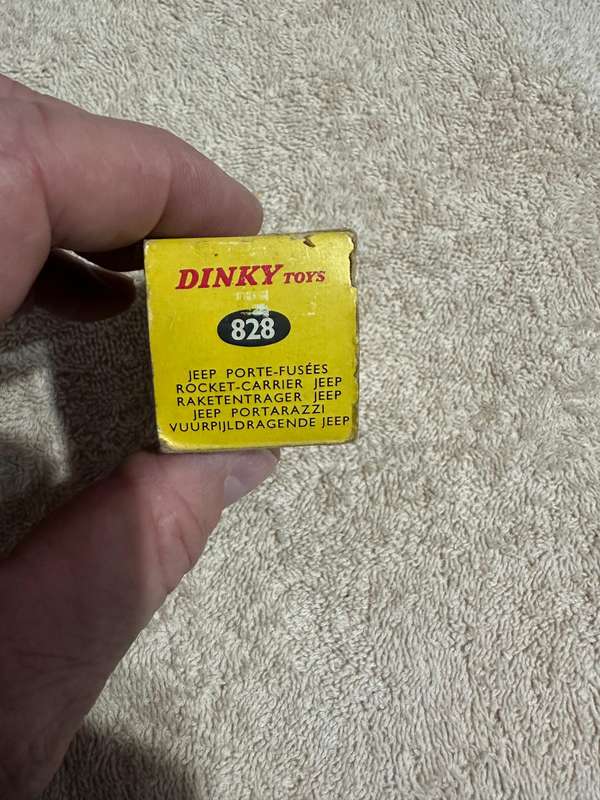 DINKY TOYS
828
JEEP PORTE-FUSÉES
ROCKET-CARRIER JEEP
RAKETENTRAGER JEEP
JEEP PORTARAZZI
VUURPIJLDRAGENDE JEEP